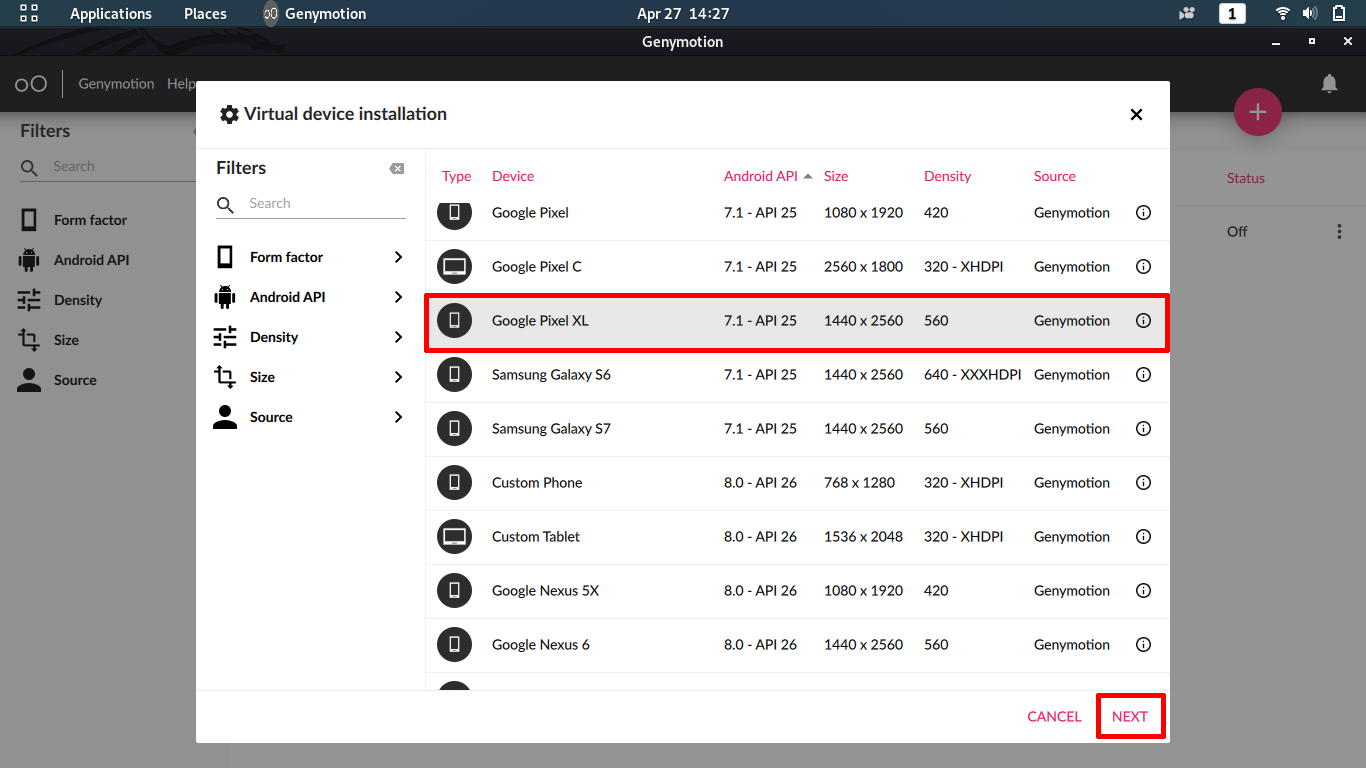 Applications Places Genymotion Apr 27 14:27 1
Genymotion
oO Genymotion Help
Filters
Search
Form factor
Android API
Density
Size
Source
Status
Off
Virtual device installation
Filters
Search
Form factor
Android API
Density
Size
Source
Type Device Android API Size Density Source
Google Pixel 7.1 - API 25 1080 x 1920 420 Genymotion
Google Pixel C 7.1 - API 25 2560 x 1800 320 - XHDPI Genymotion
Google Pixel XL 7.1 - API 25 1440 x 2560 560 Genymotion
Samsung Galaxy S6 7.1 - API 25 1440 x 2560 640 - XXXHDPI Genymotion
Samsung Galaxy S7 7.1 - API 25 1440 x 2560 560 Genymotion
Custom Phone 8.0 - API 26 768 x 1280 320 - XHDPI Genymotion
Custom Tablet 8.0 - API 26 1536 x 2048 320 - XHDPI Genymotion
Google Nexus 5X 8.0 - API 26 1080 x 1920 420 Genymotion
Google Nexus 6 8.0 - API 26 1440 x 2560 560 Genymotion
CANCEL NEXT